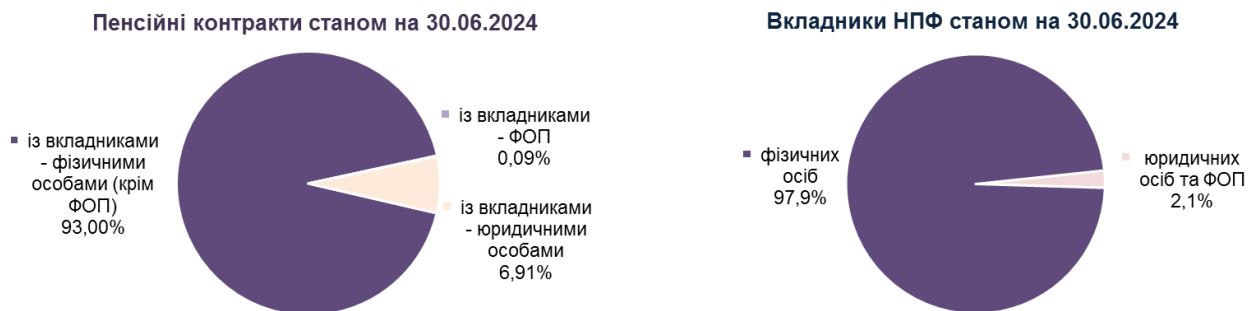 Пенсійні контракти станом на 30.06.2024
із вкладниками
- фізичними
особами (крім
ФОП)
93,00%
із вкладниками
- ФОП
0,09%
із вкладниками
- юридичними
особами
6,91%
Вкладники НПФ станом на 30.06.2024
фізичних
осіб
97,9%
юридичних
осіб та ФОП
2,1%